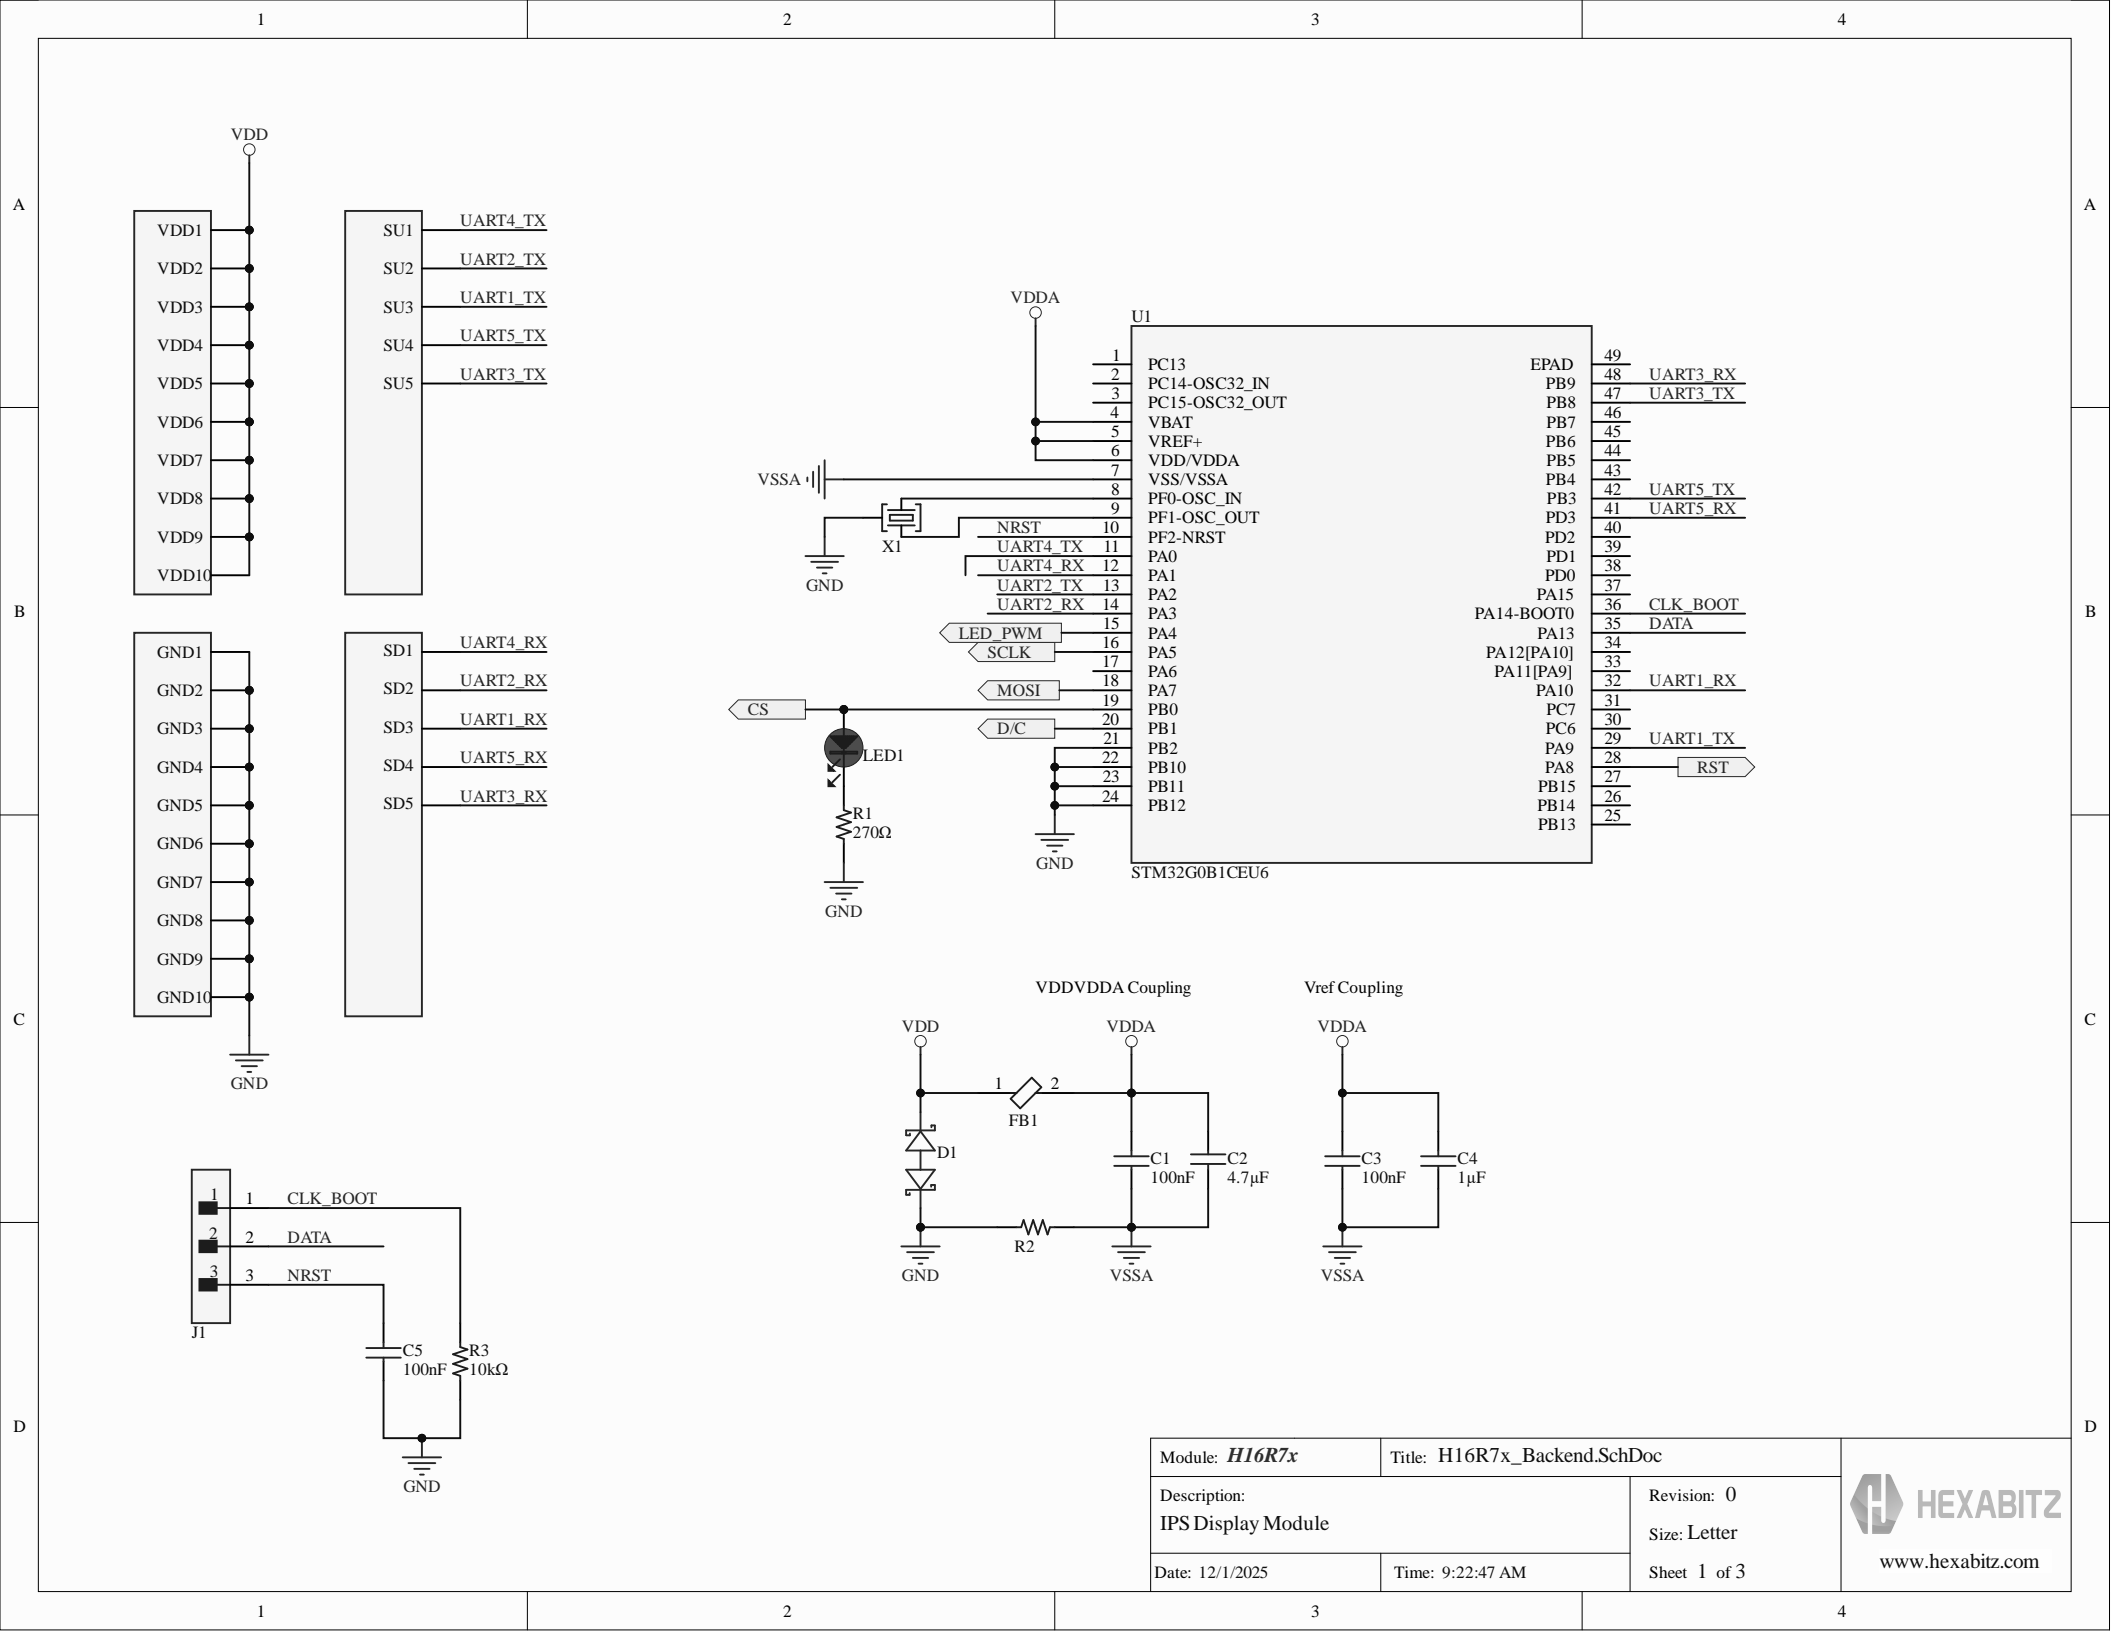 1 2 3 4
A
B
C
D
A
B
C
D
1 2 3 4
VDD
VDD1
VDD2
VDD3
VDD4
VDD5
VDD6
VDD7
VDD8
VDD9
VDD10
SU1 UART4_TX
SU2 UART2_TX
SU3 UART1_TX
SU4 UART5_TX
SU5 UART3_TX
GND1
GND2
GND3
GND4
GND5
GND6
GND7
GND8
GND9
GND10
GND
SD1 UART4_RX
SD2 UART2_RX
SD3 UART1_RX
SD4 UART5_RX
SD5 UART3_RX
1 1 CLK_BOOT
2 2 DATA
3 3 NRST
J1
C5
100nF
R3
10kΩ
GND
VDDA
U1
1 PC13
2 PC14-OSC32_IN
3 PC15-OSC32_OUT
4 VBAT
5 VREF+
6 VDD/VDDA
VSSA 7 VSS/VSSA
8 PF0-OSC_IN
9 PF1-OSC_OUT
X1
GND
NRST 10 PF2-NRST
UART4_TX 11 PA0
UART4_RX 12 PA1
UART2_TX 13 PA2
UART2_RX 14 PA3
LED_PWM 15 PA4
SCLK 16 PA5
17 PA6
MOSI 18 PA7
CS 19 PB0
D/C 20 PB1
21 PB2
22 PB10
23 PB11
24 PB12
GND
LED1
R1
270Ω
GND
EPAD 49
PB9 48 UART3_RX
PB8 47 UART3_TX
PB7 46
PB6 45
PB5 44
PB4 43
PB3 42 UART5_TX
PD3 41 UART5_RX
PD2 40
PD1 39
PD0 38
PA15 37
PA14-BOOT0 36 CLK_BOOT
PA13 35 DATA
PA12[PA10] 34
PA11[PA9] 33
PA10 32 UART1_RX
PC7 31
PC6 30
PA9 29 UART1_TX
PA8 28 RST
PB15 27
PB14 26
PB13 25
STM32G0B1CEU6
VDDVDDA Coupling
VDD
VDDA
1 2
FB1
D1
C1
100nF
C2
4.7µF
R2
GND
VSSA
Vref Coupling
VDDA
C3
100nF
C4
1µF
VSSA
Module: H16R7x
Title: H16R7x_Backend.SchDoc
Description:
IPS Display Module
Revision: 0
Size: Letter
Date: 12/1/2025
Time: 9:22:47 AM
Sheet 1 of 3
HEXABITZ
www.hexabitz.com